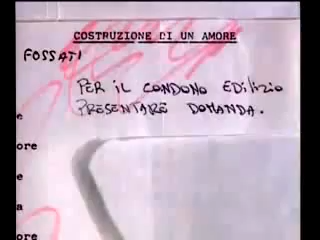 COSTRUZIONE DI UN AMORE
FOSSATI
PER IL CONDONO EDILIZIO
PRESENTARE DOMANDA.
e
ore
e
a
ore